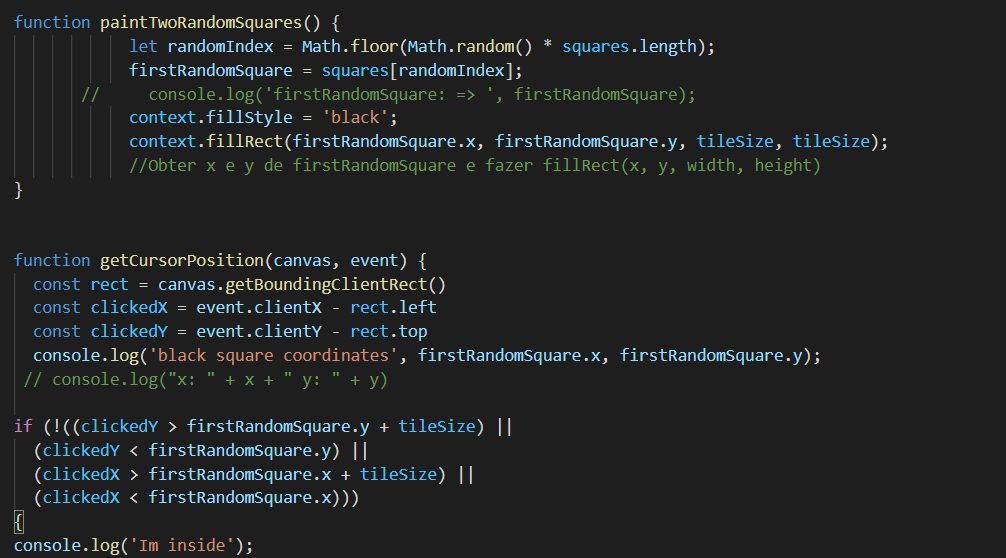 function paintTwoRandomSquares() {
let randomIndex = Math.floor(Math.random() * squares.length);
firstRandomSquare = squares[randomIndex];
//     console.log('firstRandomSquare: => ', firstRandomSquare);
context.fillStyle = 'black';
context.fillRect(firstRandomSquare.x, firstRandomSquare.y, tileSize, tileSize);
//Obter x e y de firstRandomSquare e fazer fillRect(x, y, width, height)
}
function getCursorPosition(canvas, event) {
const rect = canvas.getBoundingClientRect()
const clickedX = event.clientX - rect.left
const clickedY = event.clientY - rect.top
console.log('black square coordinates', firstRandomSquare.x, firstRandomSquare.y);
// console.log("x: " + x + " y: " + y)
if (!((clickedY > firstRandomSquare.y + tileSize) ||
(clickedY < firstRandomSquare.y) ||
(clickedX > firstRandomSquare.x + tileSize) ||
(clickedX < firstRandomSquare.x)))
{
console.log('Im inside');